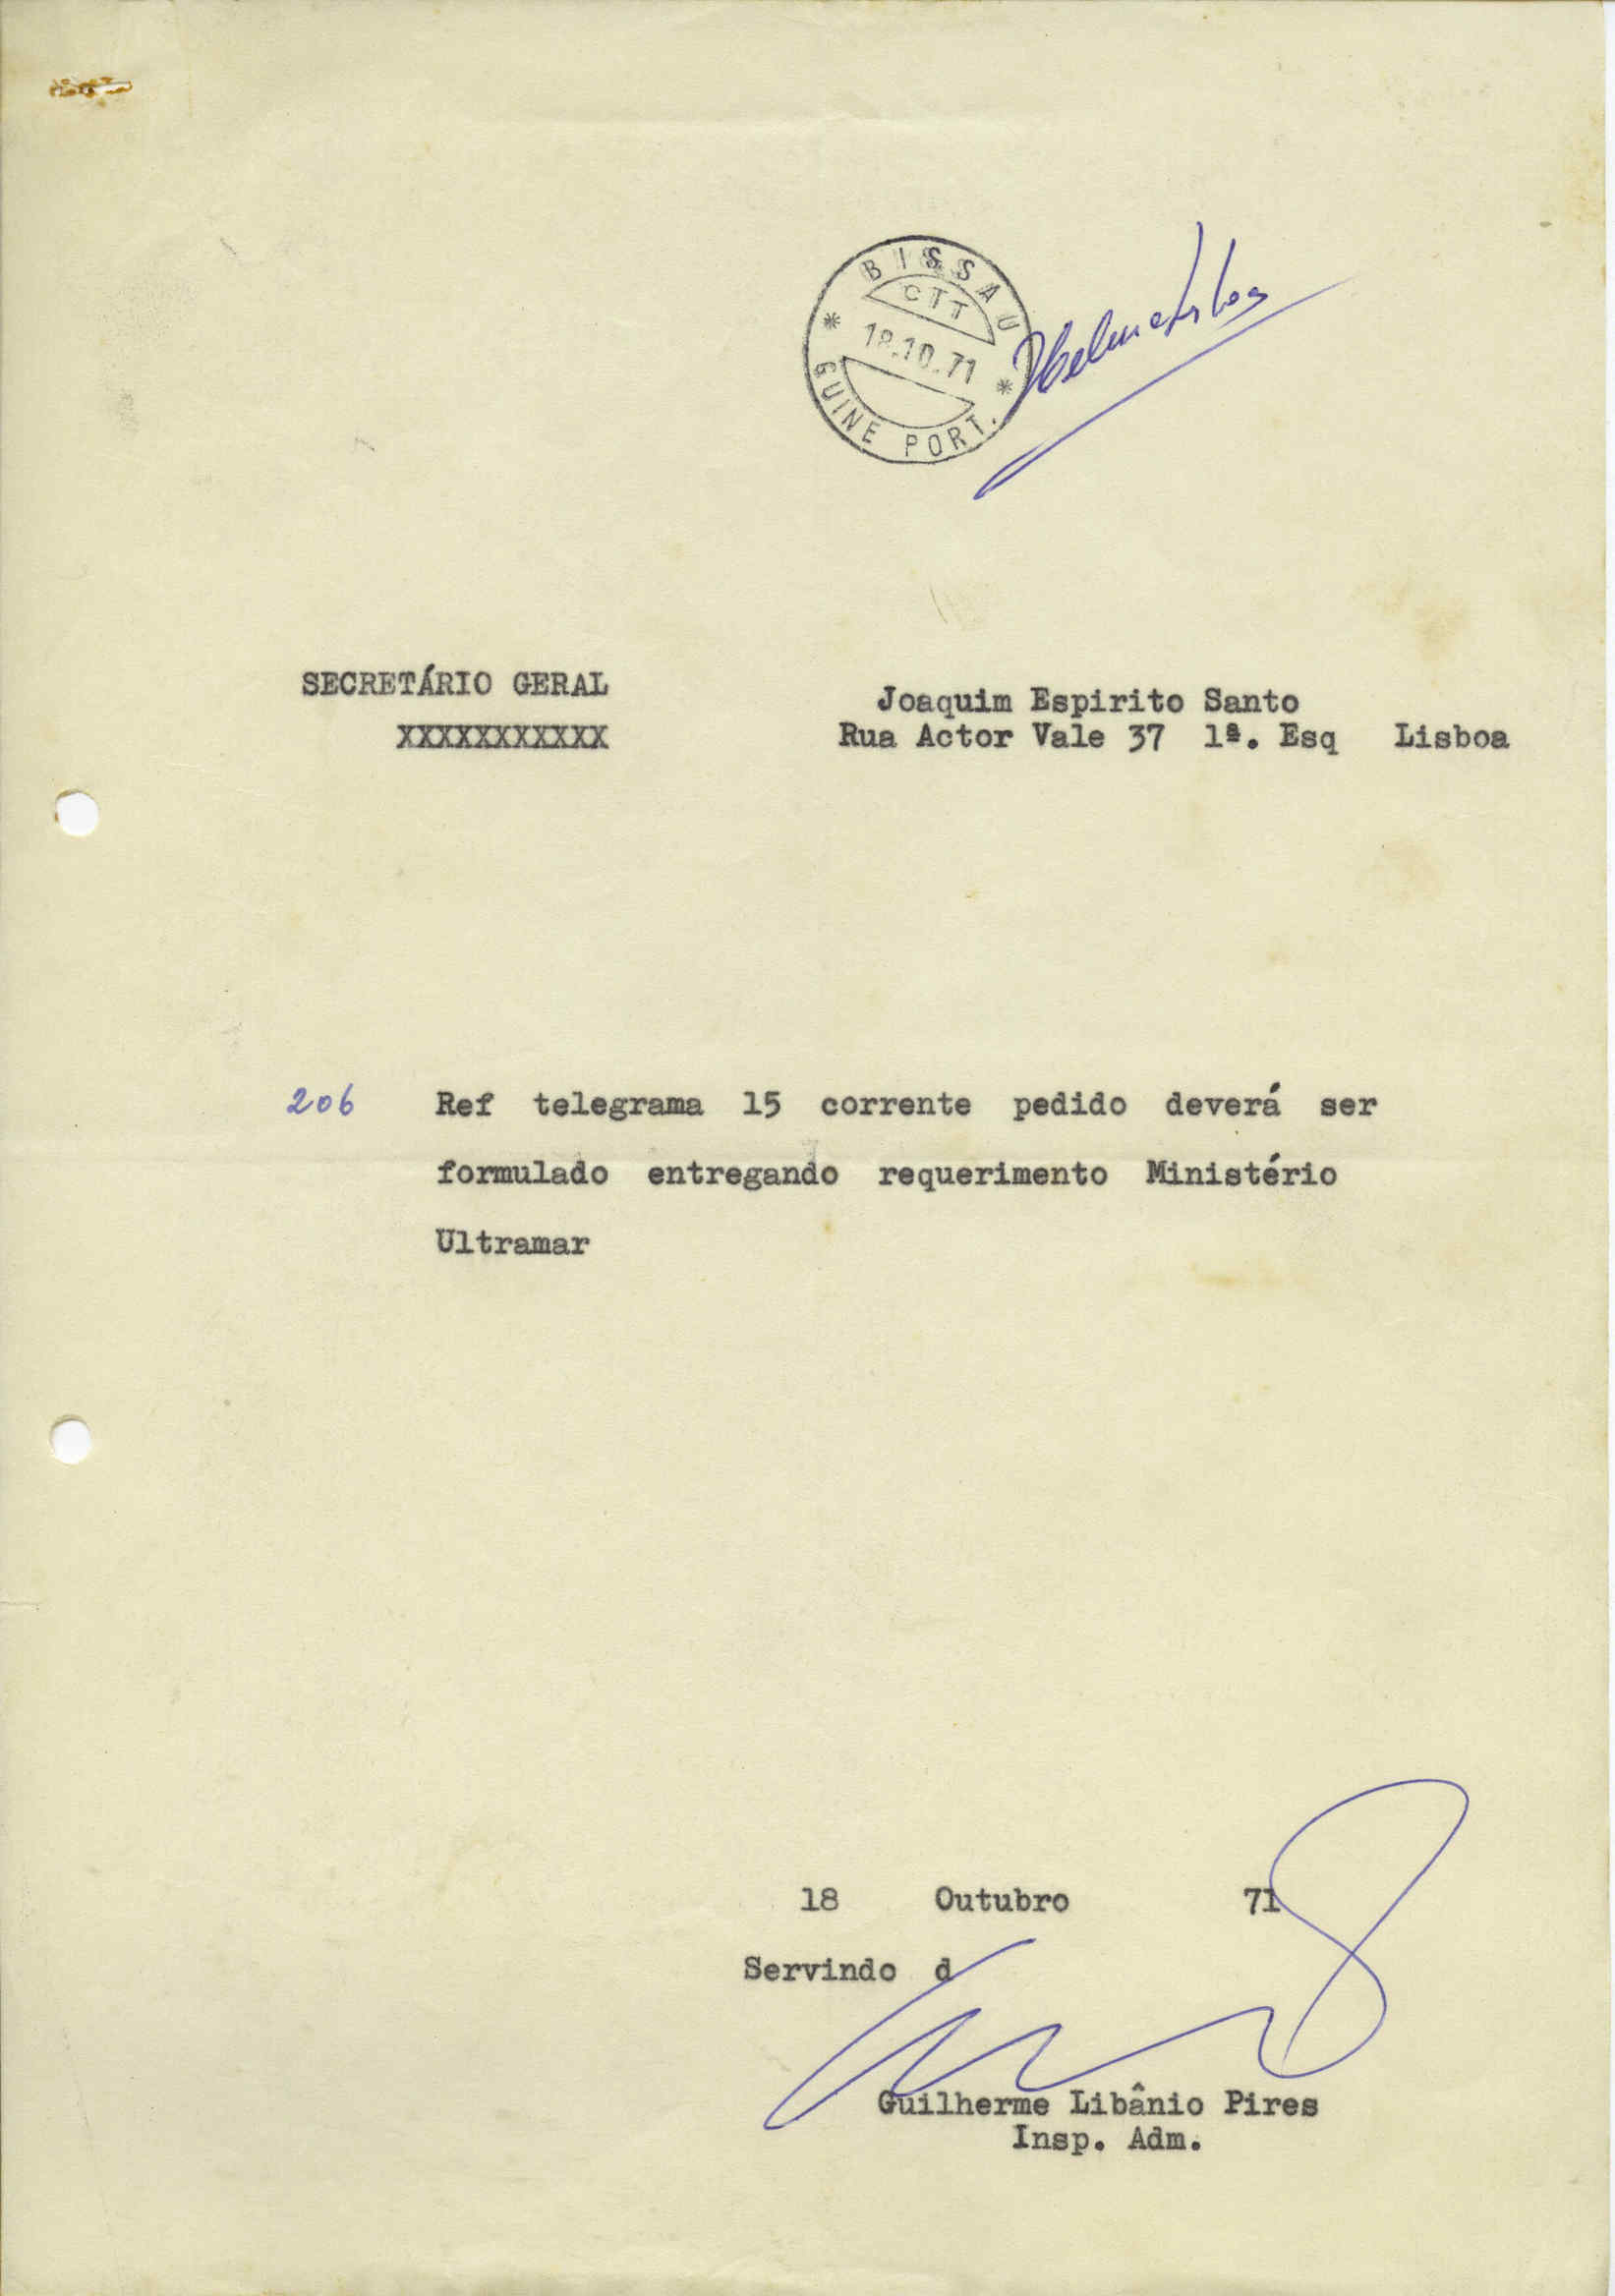 BISSAU
CTT
18.10.71
GUINE PORT.
SECRETÁRIO GERAL
XXXXXXXXXXX
Joaquim Espirito Santo
Rua Actor Vale 37 1ª. Esq Lisboa
206 Ref telegrama 15 corrente pedido deverá ser
formulado entregando requerimento Ministério
Ultramar
18 Outubro 71
Servindo d
Guilherme Libânio Pires
Insp. Adm.